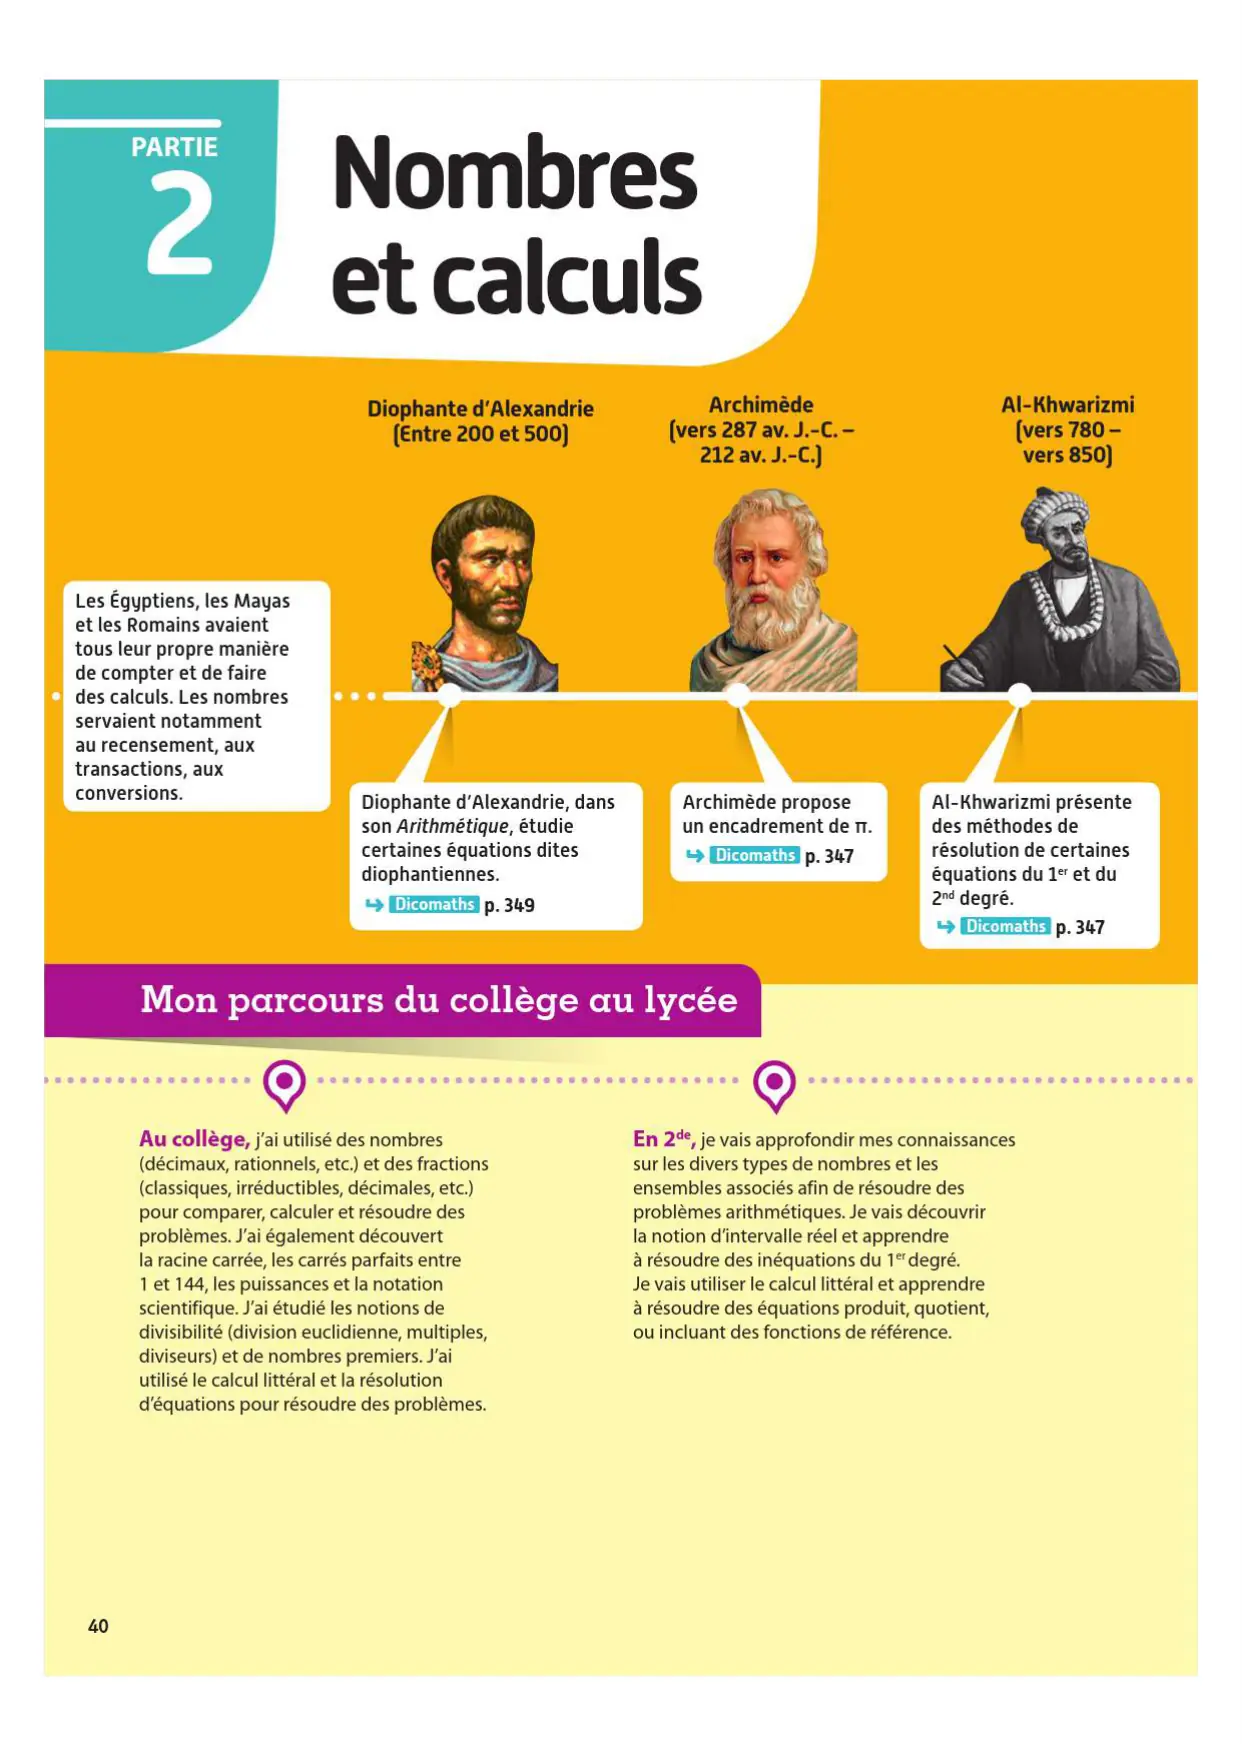 PARTIE
2
Nombres
et calculs
Diophante d’Alexandrie
(Entre 200 et 500)
Archimède
(vers 287 av. J.-C. –
212 av. J.-C.)
Al-Khwarizmi
(vers 780 –
vers 850)
Les Égyptiens, les Mayas
et les Romains avaient
tous leur propre manière
de compter et de faire
des calculs. Les nombres
servaient notamment
au recensement, aux
transactions, aux
conversions.
Diophante d’Alexandrie, dans
son Arithmétique, étudie
certaines équations dites
diophantiennes.
Dicomaths p. 349
Archimède propose
un encadrement de π.
Dicomaths p. 347
Al-Khwarizmi présente
des méthodes de
résolution de certaines
équations du 1er et du
2nd degré.
Dicomaths p. 347
Mon parcours du collège au lycée
Au collège, j’ai utilisé des nombres
(décimaux, rationnels, etc.) et des fractions
(classiques, irréductibles, décimales, etc.)
pour comparer, calculer et résoudre des
problèmes. J’ai également découvert
la racine carrée, les carrés parfaits entre
1 et 144, les puissances et la notation
scientifique. J’ai étudié les notions de
divisibilité (division euclidienne, multiples,
diviseurs) et de nombres premiers. J’ai
utilisé le calcul littéral et la résolution
d’équations pour résoudre des problèmes.
En 2de, je vais approfondir mes connaissances
sur les divers types de nombres et les
ensembles associés afin de résoudre des
problèmes arithmétiques. Je vais découvrir
la notion d’intervalle réel et apprendre
à résoudre des inéquations du 1er degré.
Je vais utiliser le calcul littéral et apprendre
à résoudre des équations produit, quotient,
ou incluant des fonctions de référence.
40